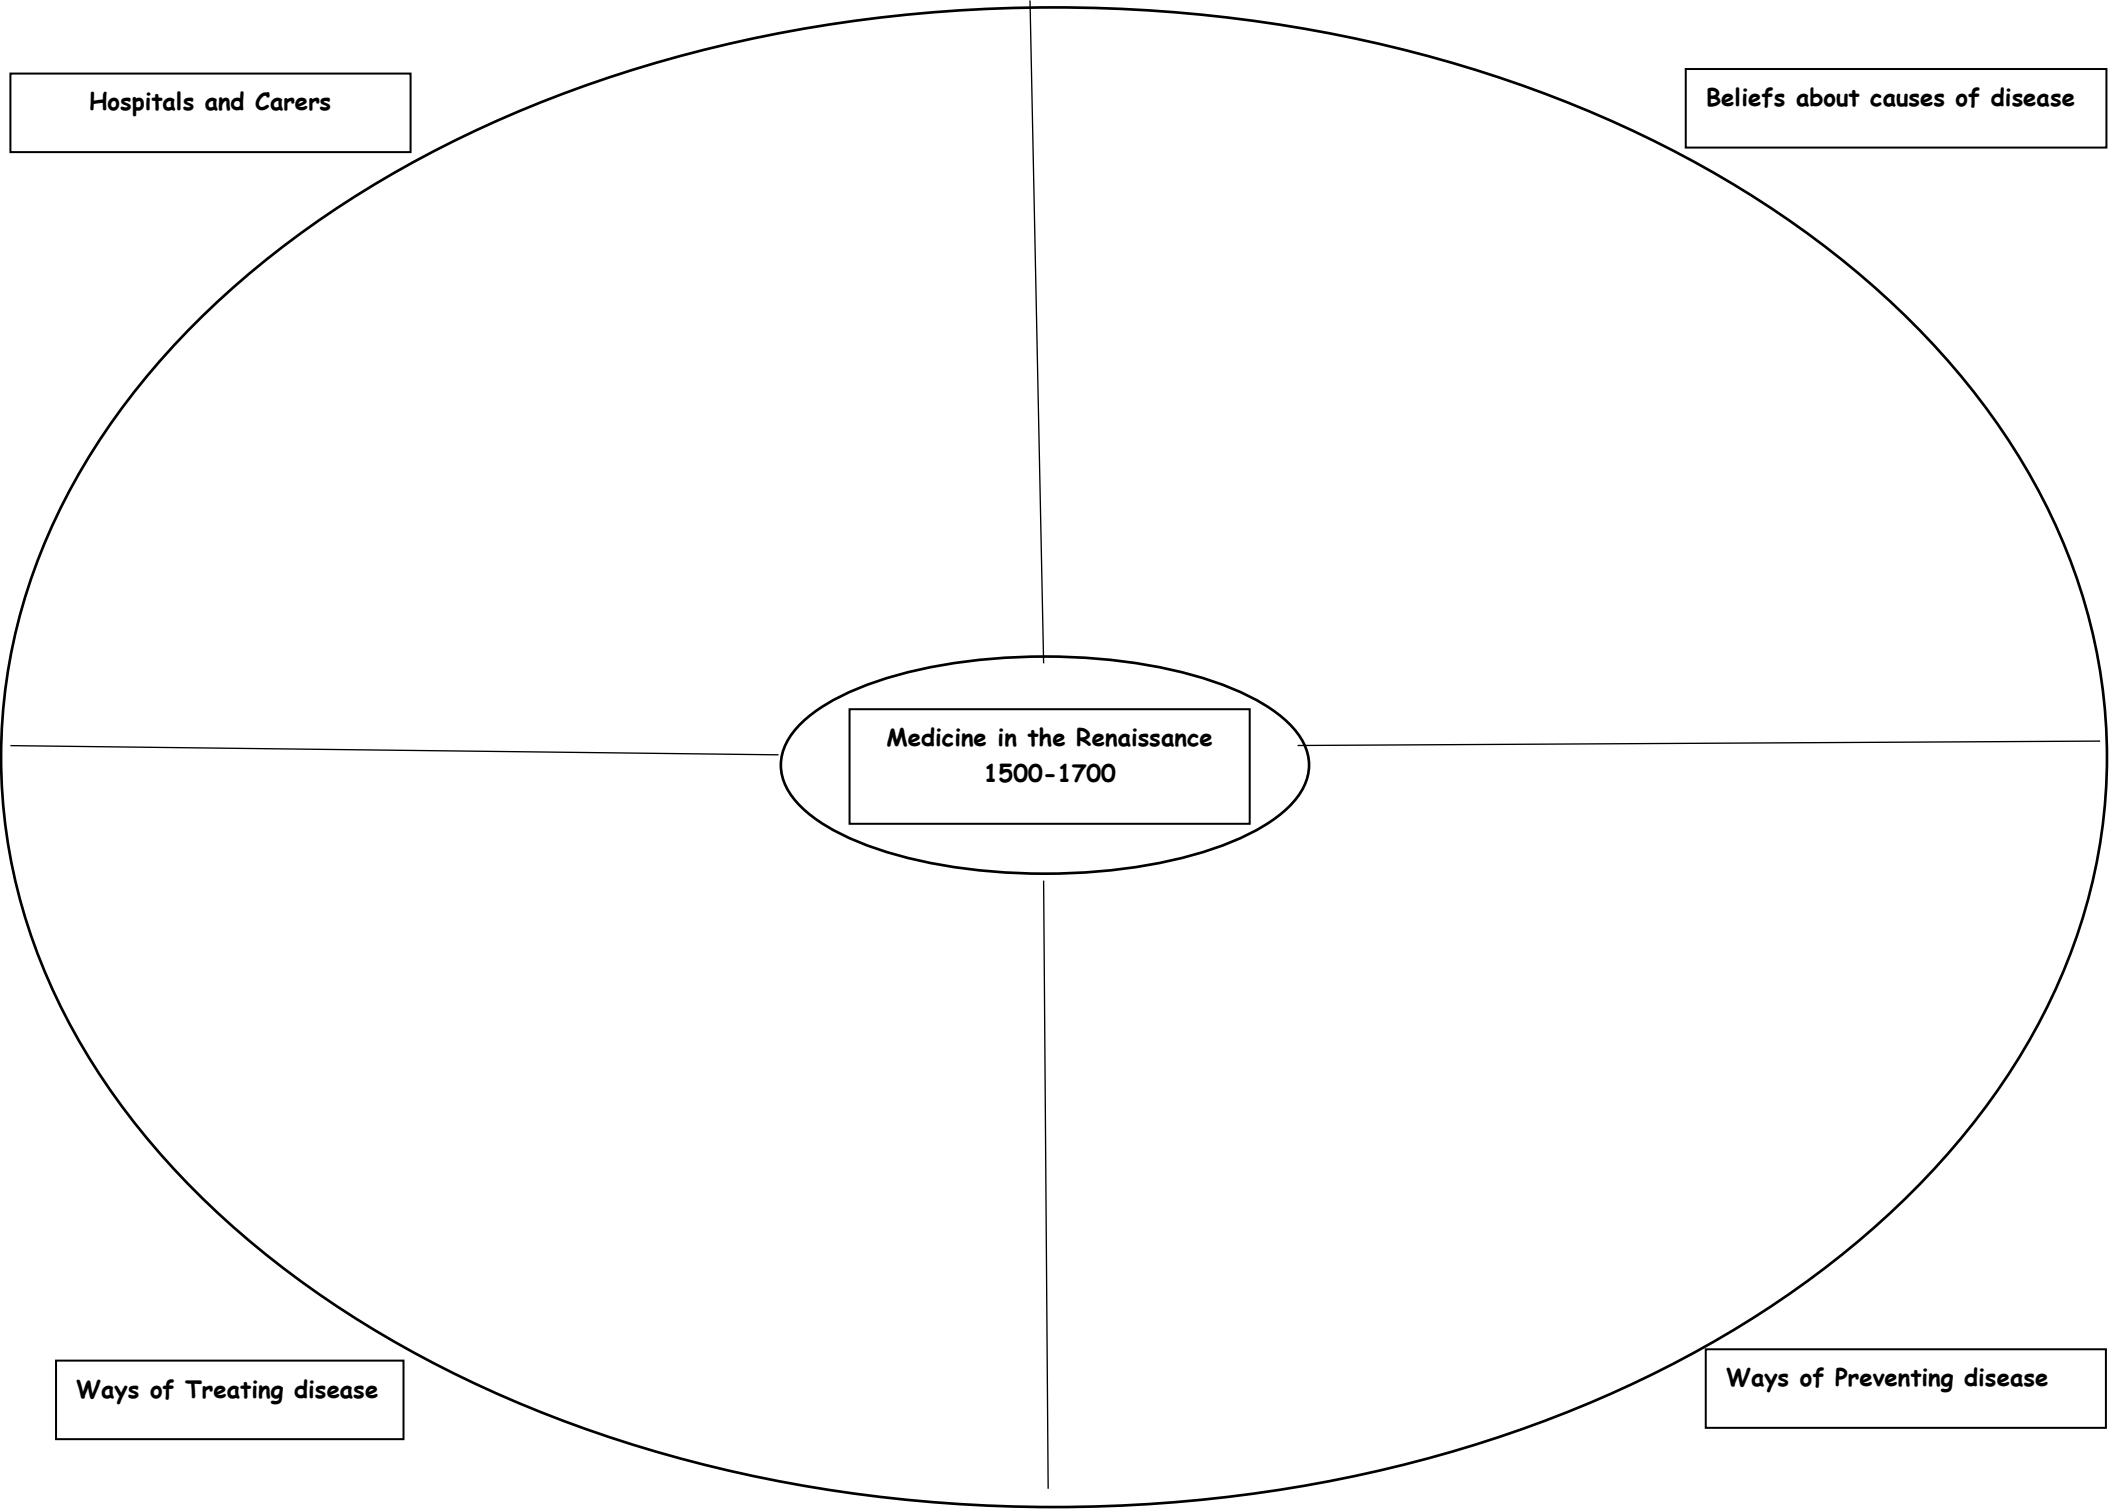 Hospitals and Carers
Beliefs about causes of disease
Medicine in the Renaissance
1500-1700
Ways of Treating disease
Ways of Preventing disease